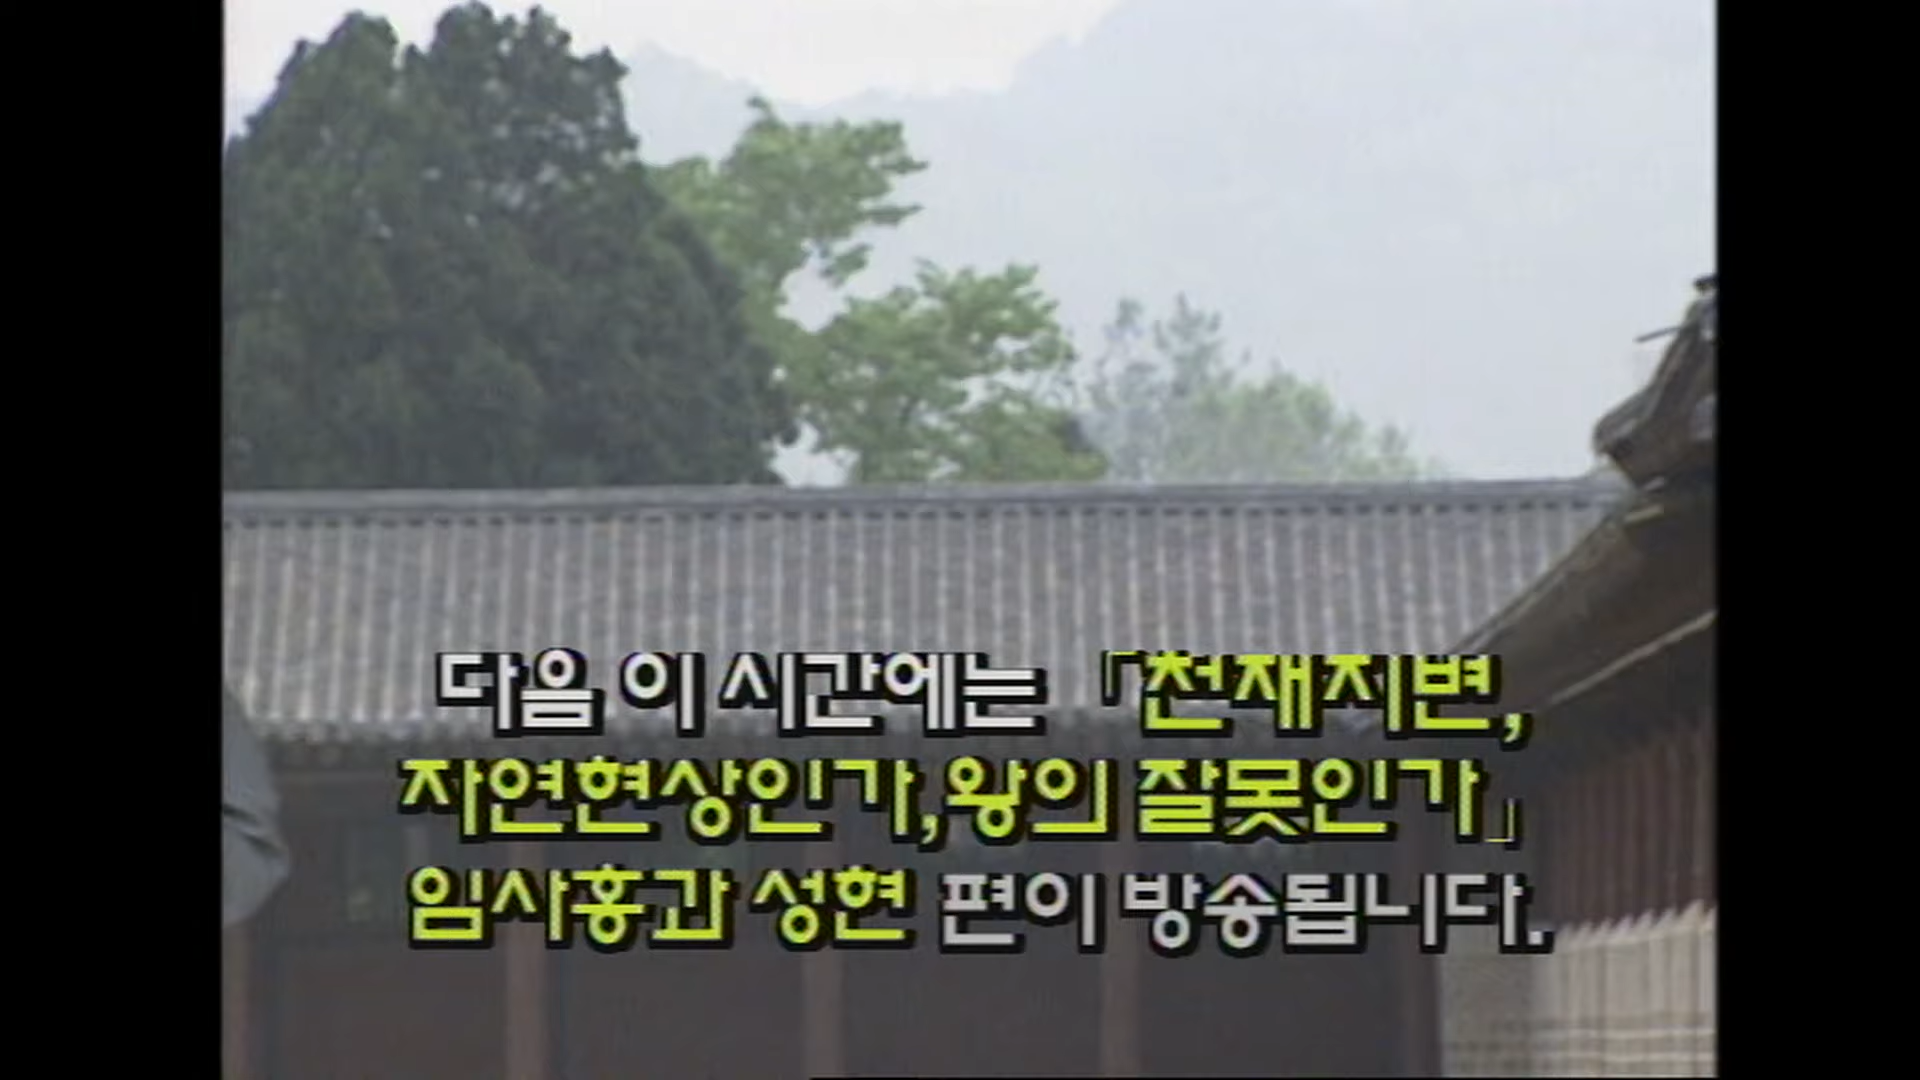 다음 이 시간에는 「천재지변,
자연현상인가,왕의 잘못인가」
임사홍과 성현 편이 방송됩니다.